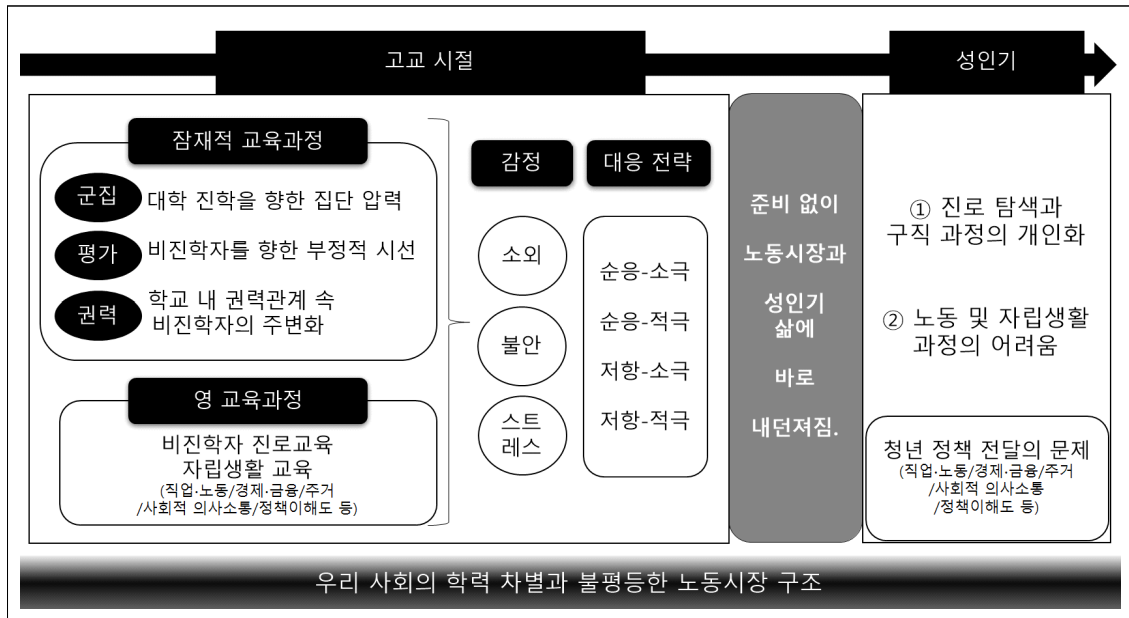 고교 시절
성인기
잠재적 교육과정
군집
대학 진학을 향한 집단 압력
평가
비진학자를 향한 부정적 시선
권력
학교 내 권력관계 속
비진학자의 주변화
영 교육과정
비진학자 진로교육
자립생활 교육
(직업·노동/경제·금융/주거
/사회적 의사소통/정책이해도 등)
감정
소외
불안
스트
레스
대응 전략
순응-소극
순응-적극
저항-소극
저항-적극
준비 없이
노동시장과
성인기
삶에
바로
내던져짐.
① 진로 탐색과
구직 과정의 개인화
② 노동 및 자립생활
과정의 어려움
청년 정책 전달의 문제
(직업·노동/경제·금융/주거
/사회적 의사소통
/정책이해도 등)
우리 사회의 학력 차별과 불평등한 노동시장 구조